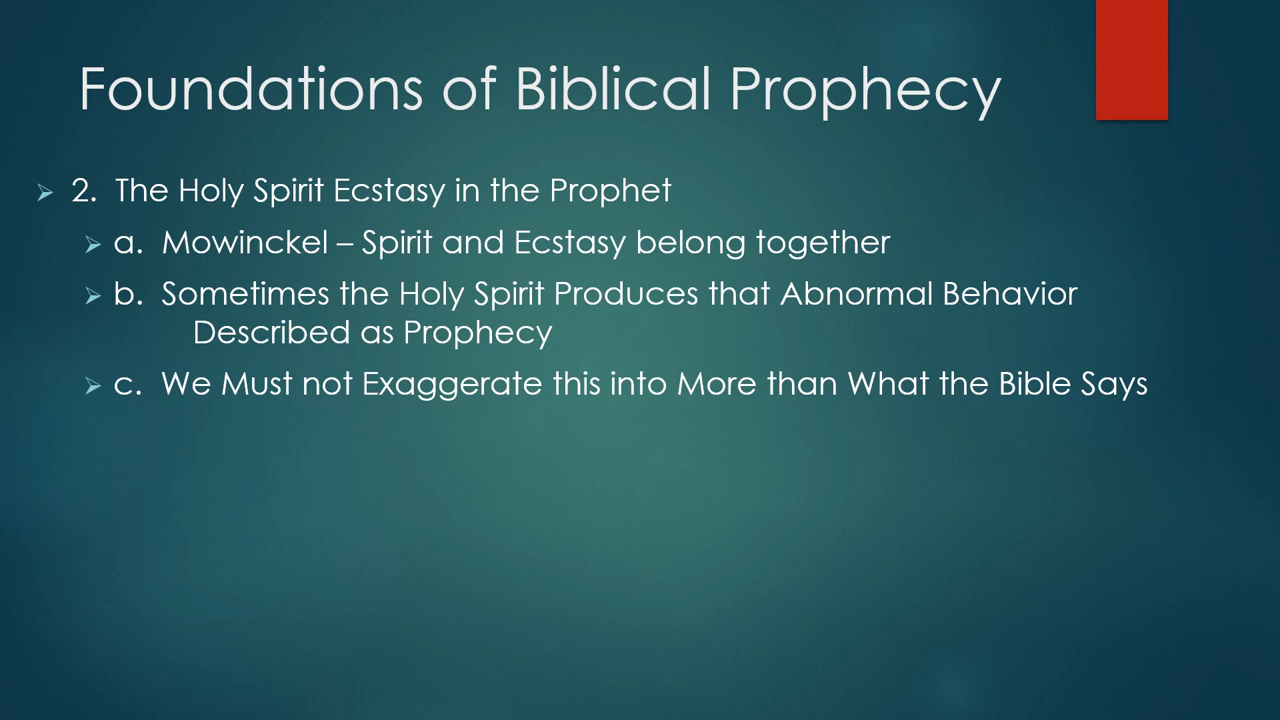 Foundations of Biblical Prophecy
➢ 2. The Holy Spirit Ecstasy in the Prophet
➢ a. Mowinckel – Spirit and Ecstasy belong together
➢ b. Sometimes the Holy Spirit Produces that Abnormal Behavior
Described as Prophecy
➢ c. We Must not Exaggerate this into More than What the Bible Says